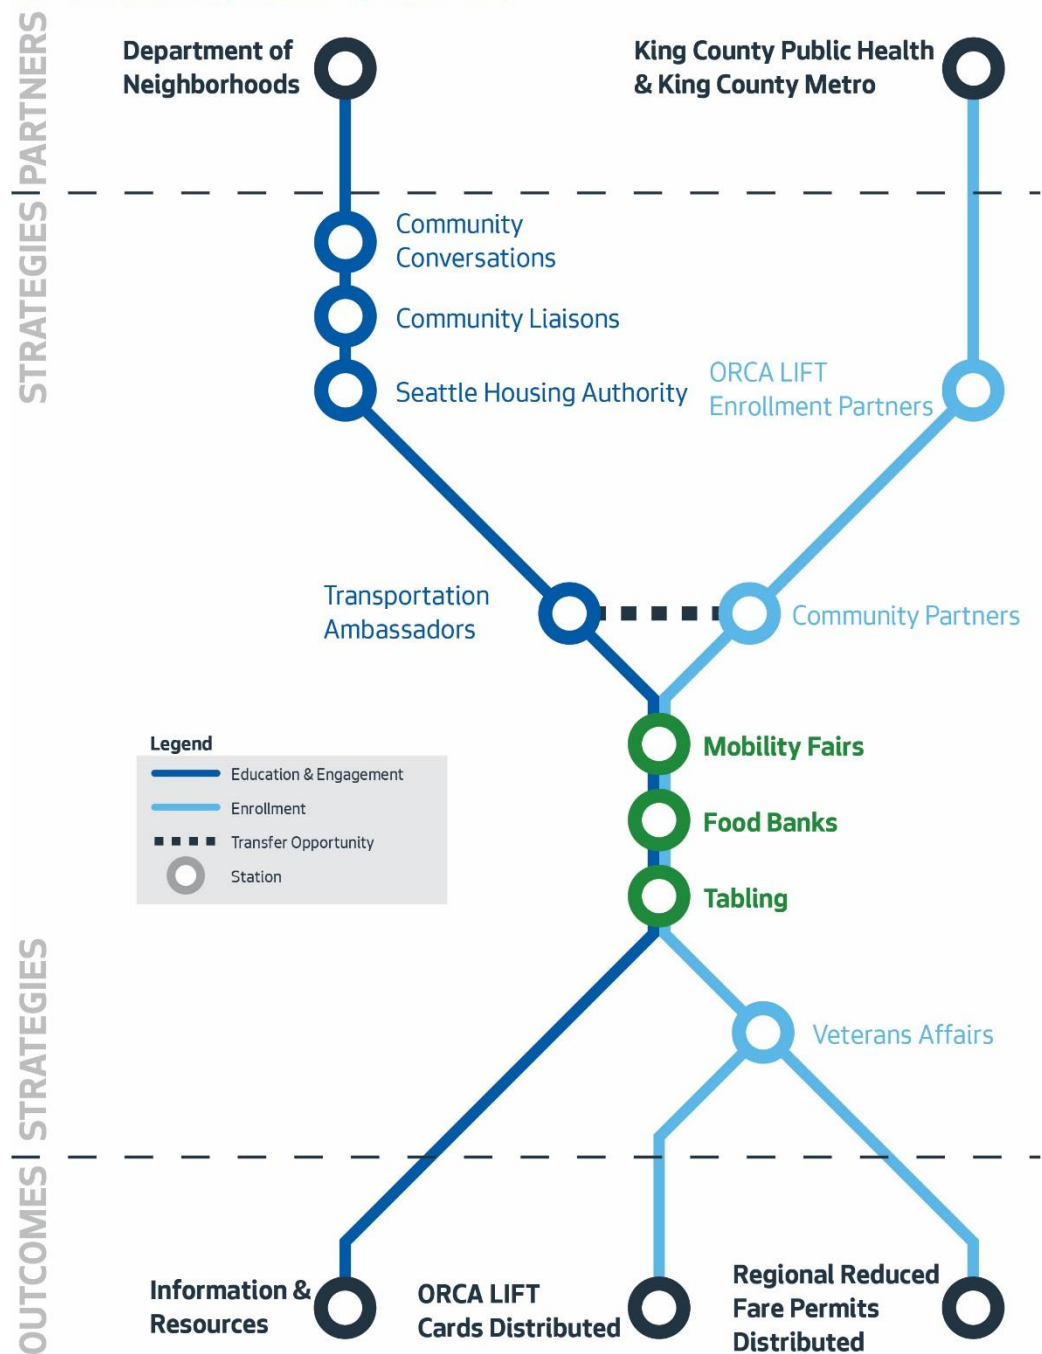 PARTNERS
Department of
Neighborhoods
King County Public Health
& King County Metro
STRATEGIES
Community
Conversations
Community Liaisons
Seattle Housing Authority
ORCA LIFT
Enrollment Partners
Transportation
Ambassadors
Community Partners
Mobility Fairs
Food Banks
Tabling
Legend
Education & Engagement
Enrollment
Transfer Opportunity
Station
STRATEGIES
Veterans Affairs
OUTCOMES
Information &
Resources
ORCA LIFT
Cards Distributed
Regional Reduced
Fare Permits
Distributed